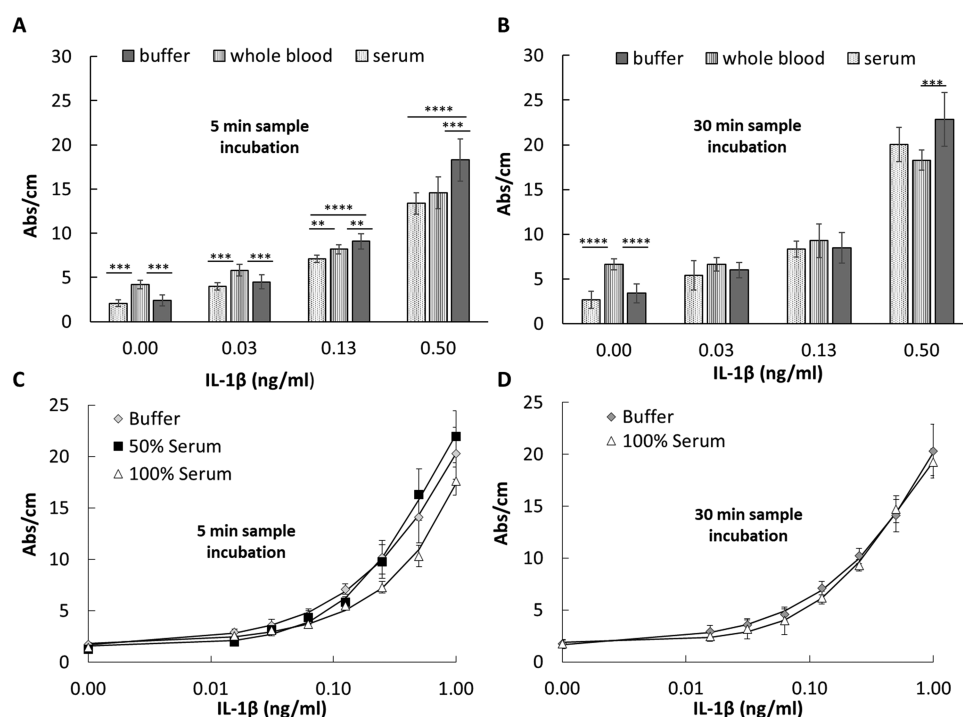 A
30
25
20
15
10
5
0
Abs/cm
buffer
whole blood
serum
5 min sample
incubation
***
***
***
***
**
****
**
****
***
0.00
0.03
0.13
0.50
IL-1β (ng/ml)
B
30
25
20
15
10
5
0
Abs/cm
buffer
whole blood
serum
30 min sample
incubation
****
****
***
0.00
0.03
0.13
0.50
IL-1β (ng/ml)
C
25
20
15
10
5
0
Abs/cm
Buffer
50% Serum
100% Serum
5 min sample
incubation
0.00
0.01
0.10
1.00
IL-1β (ng/ml)
D
25
20
15
10
5
0
Abs/cm
Buffer
100% Serum
30 min sample
incubation
0.00
0.01
0.10
1.00
IL-1β (ng/ml)